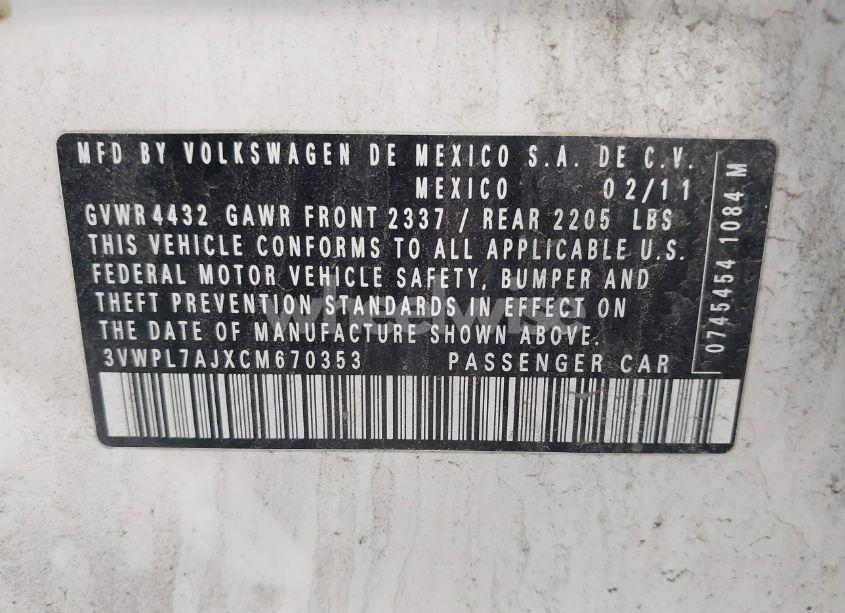 MFD BY VOLKSWAGEN DE MEXICO S.A. DE C.V.
MEXICO 02/11
GVWR 4432 GAWR FRONT 2337 / REAR 2205 LBS
THIS VEHICLE CONFORMS TO ALL APPLICABLE U.S.
FEDERAL MOTOR VEHICLE SAFETY, BUMPER AND
THEFT PREVENTION STANDARDS IN EFFECT ON
THE DATE OF MANUFACTURE SHOWN ABOVE.
3VWPL7AJXCM670353 PASSENGER CAR
0745454 1084 M
wheelwise